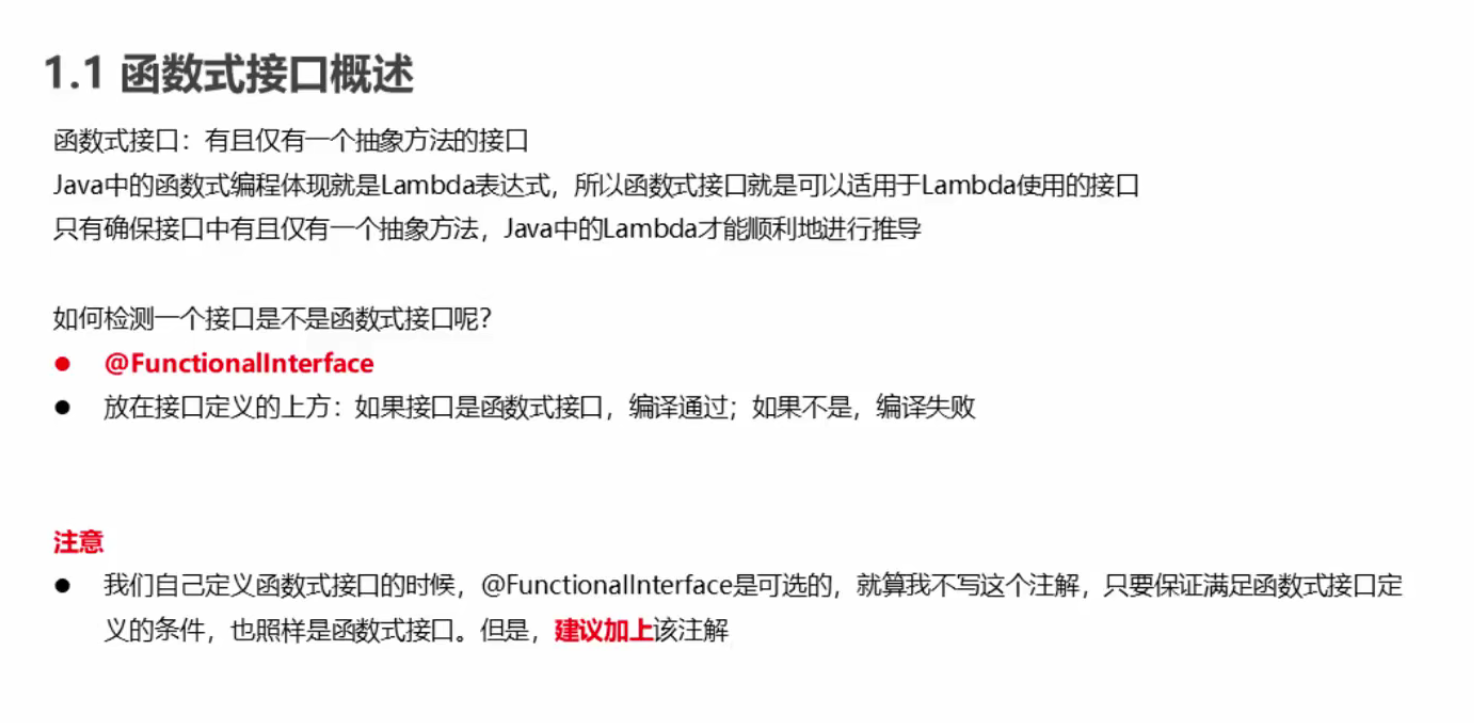 1.1 函数式接口概述
函数式接口：有且仅有一个抽象方法的接口
Java中的函数式编程体现就是Lambda表达式，所以函数式接口就是可以适用于Lambda使用的接口
只有确保接口中有且仅有一个抽象方法，Java中的Lambda才能顺利地进行推导
如何检测一个接口是不是函数式接口呢？
● @FunctionalInterface
● 放在接口定义的上方：如果接口是函数式接口，编译通过；如果不是，编译失败
注意
● 我们自己定义函数式接口的时候，@FunctionalInterface是可选的，就算我不写这个注解，只要保证满足函数式接口定
义的条件，也照样是函数式接口。但是，建议加上该注解